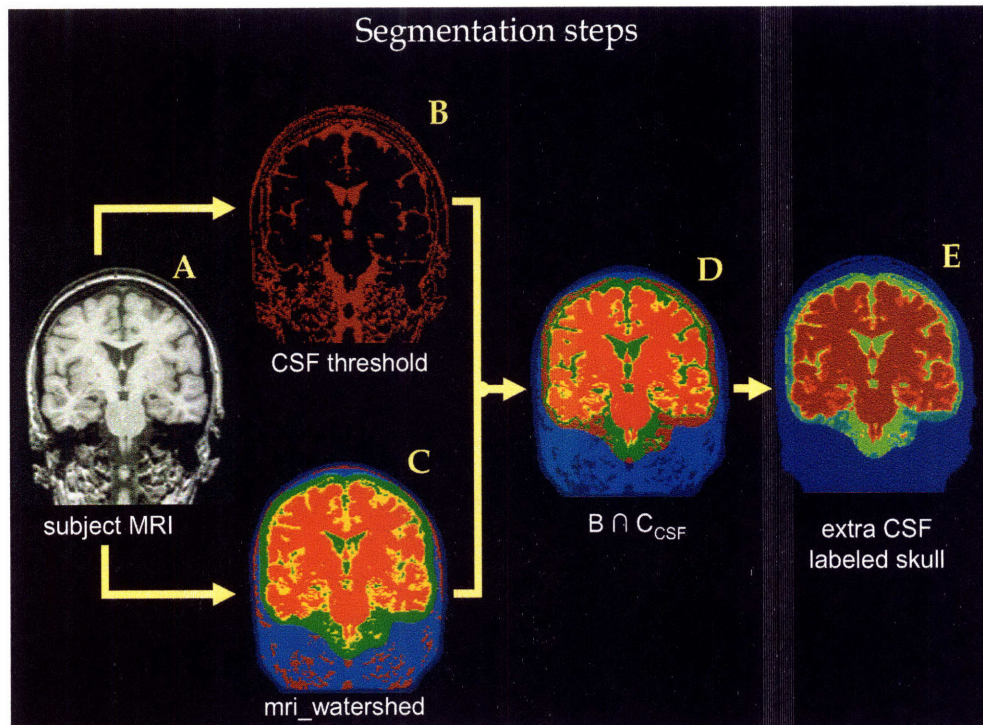 Segmentation steps
B
A
D
E
CSF threshold
C
subject MRI
B ∩ C_CSF
extra CSF
labeled skull
mri_watershed